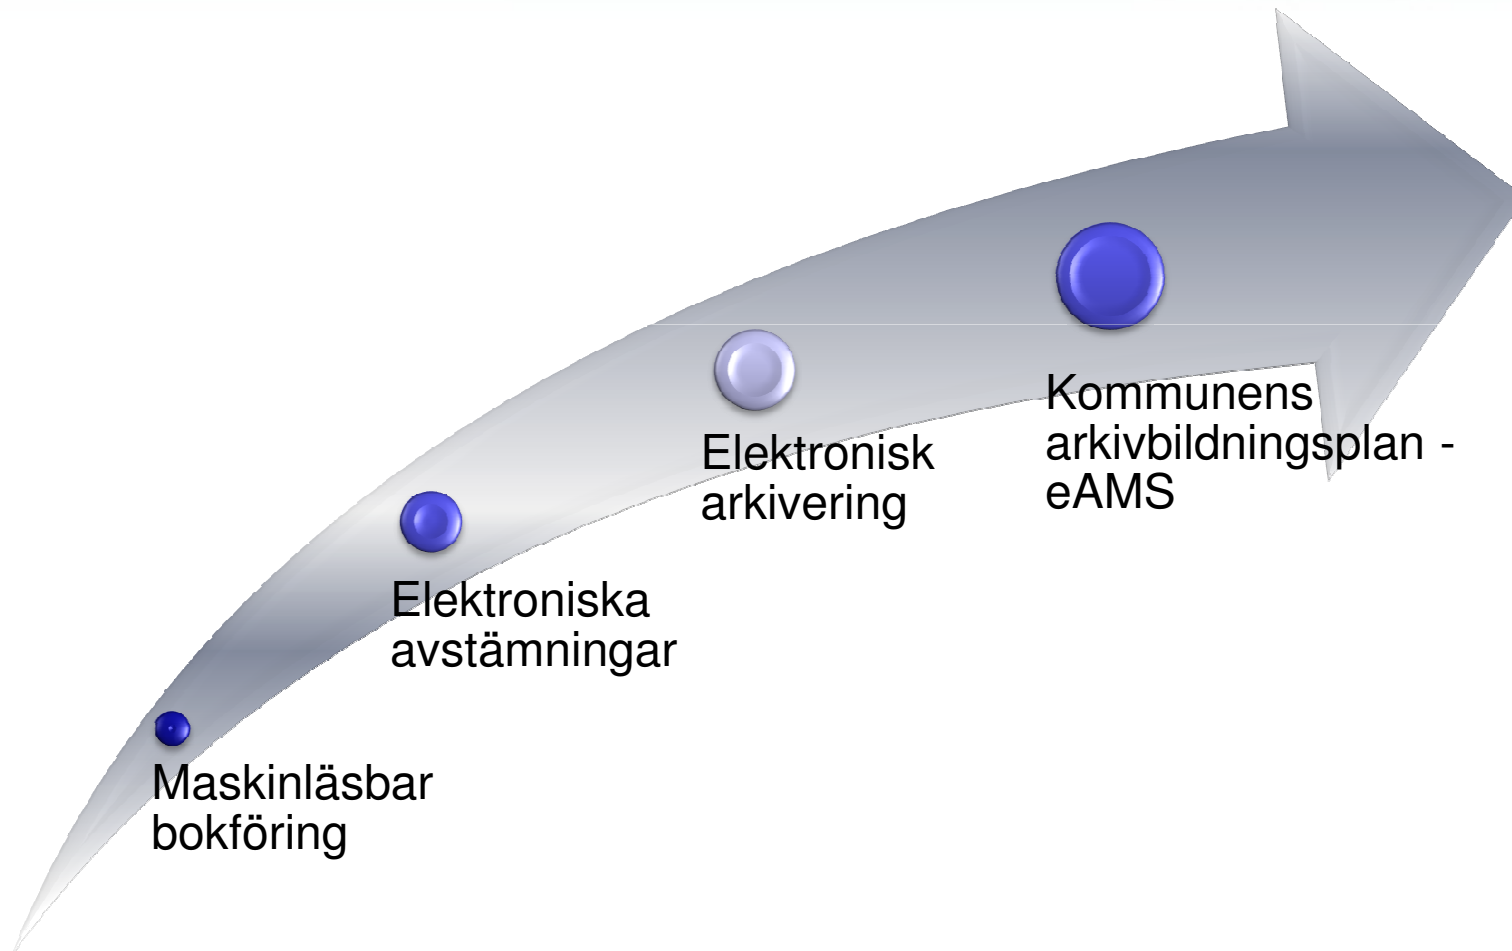 Maskinläsbar
bokföring
Elektroniska
avstämningar
Elektronisk
arkivering
Kommunens
arkivbildningsplan -
eAMS